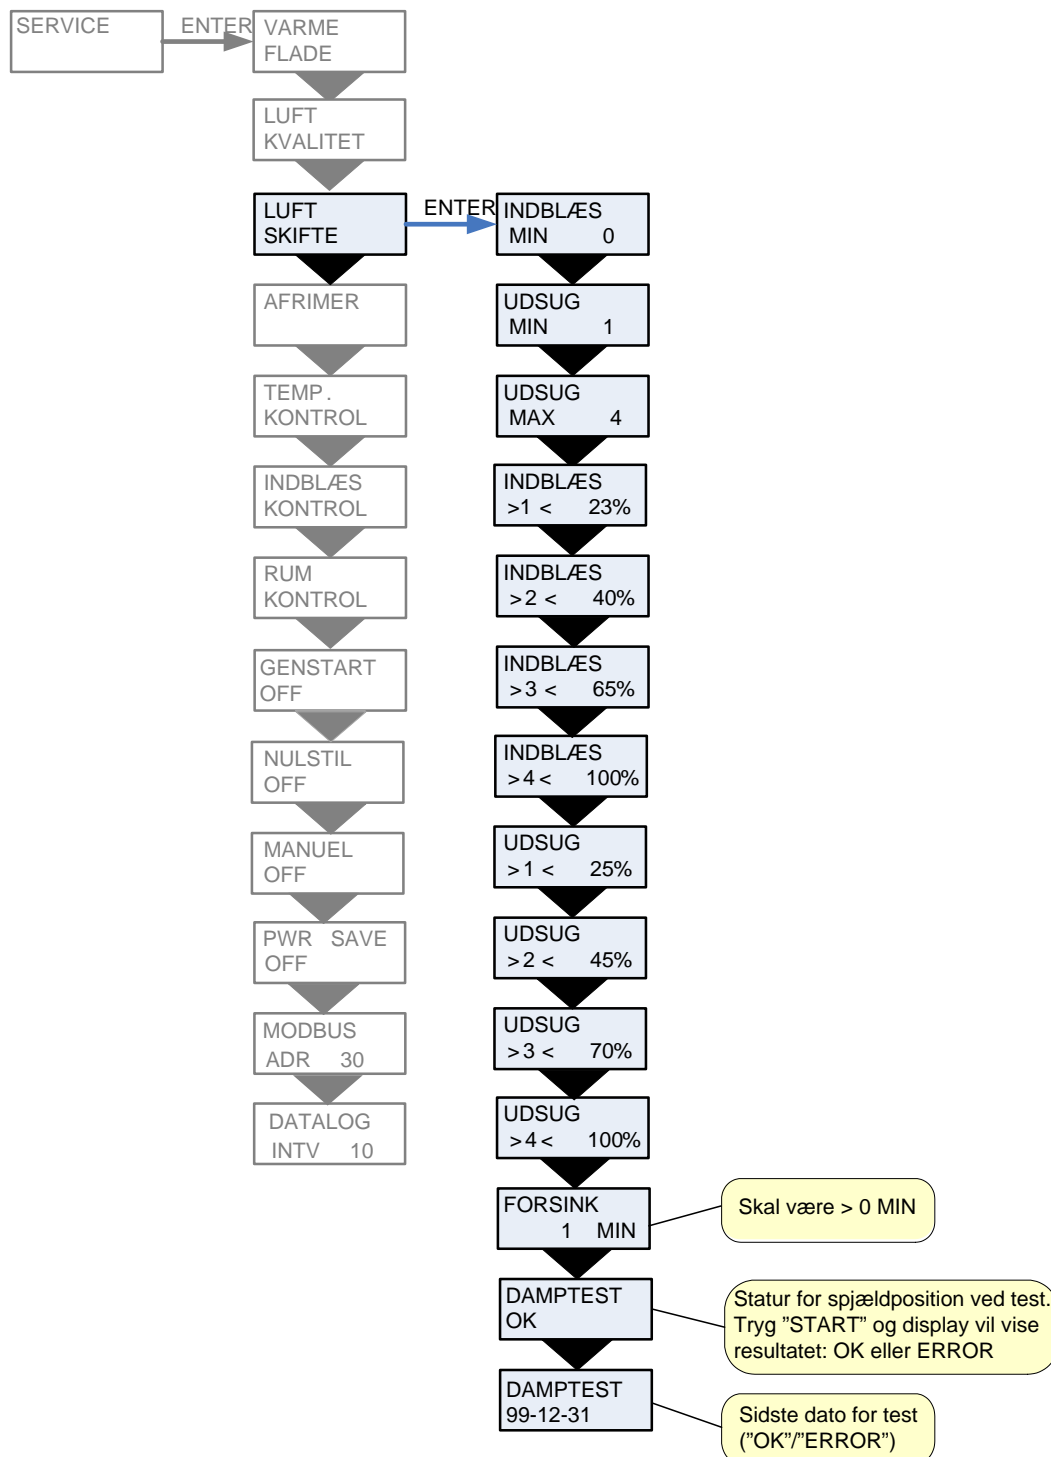 SERVICE
ENTER
VARME
FLADE
LUFT
KVALITET
LUFT
SKIFTE
AFRIMER
TEMP.
KONTROL
INDBLÆS
KONTROL
RUM
KONTROL
GENSTART
OFF
NULSTIL
OFF
MANUEL
OFF
PWR SAVE
OFF
MODBUS
ADR 30
DATALOG
INTV 10
ENTER
INDBLÆS
MIN 0
UDSUG
MIN 1
UDSUG
MAX 4
INDBLÆS
>1 < 23%
INDBLÆS
>2 < 40%
INDBLÆS
>3 < 65%
INDBLÆS
>4 < 100%
UDSUG
>1 < 25%
UDSUG
>2 < 45%
UDSUG
>3 < 70%
UDSUG
>4 < 100%
FORSINK
1 MIN
Skal være > 0 MIN
DAMPTEST
OK
Statur for spjældposition ved test.
Tryg ”START” og display vil vise
resultatet: OK eller ERROR
DAMPTEST
99-12-31
Sidste dato for test
(”OK”/”ERROR”)